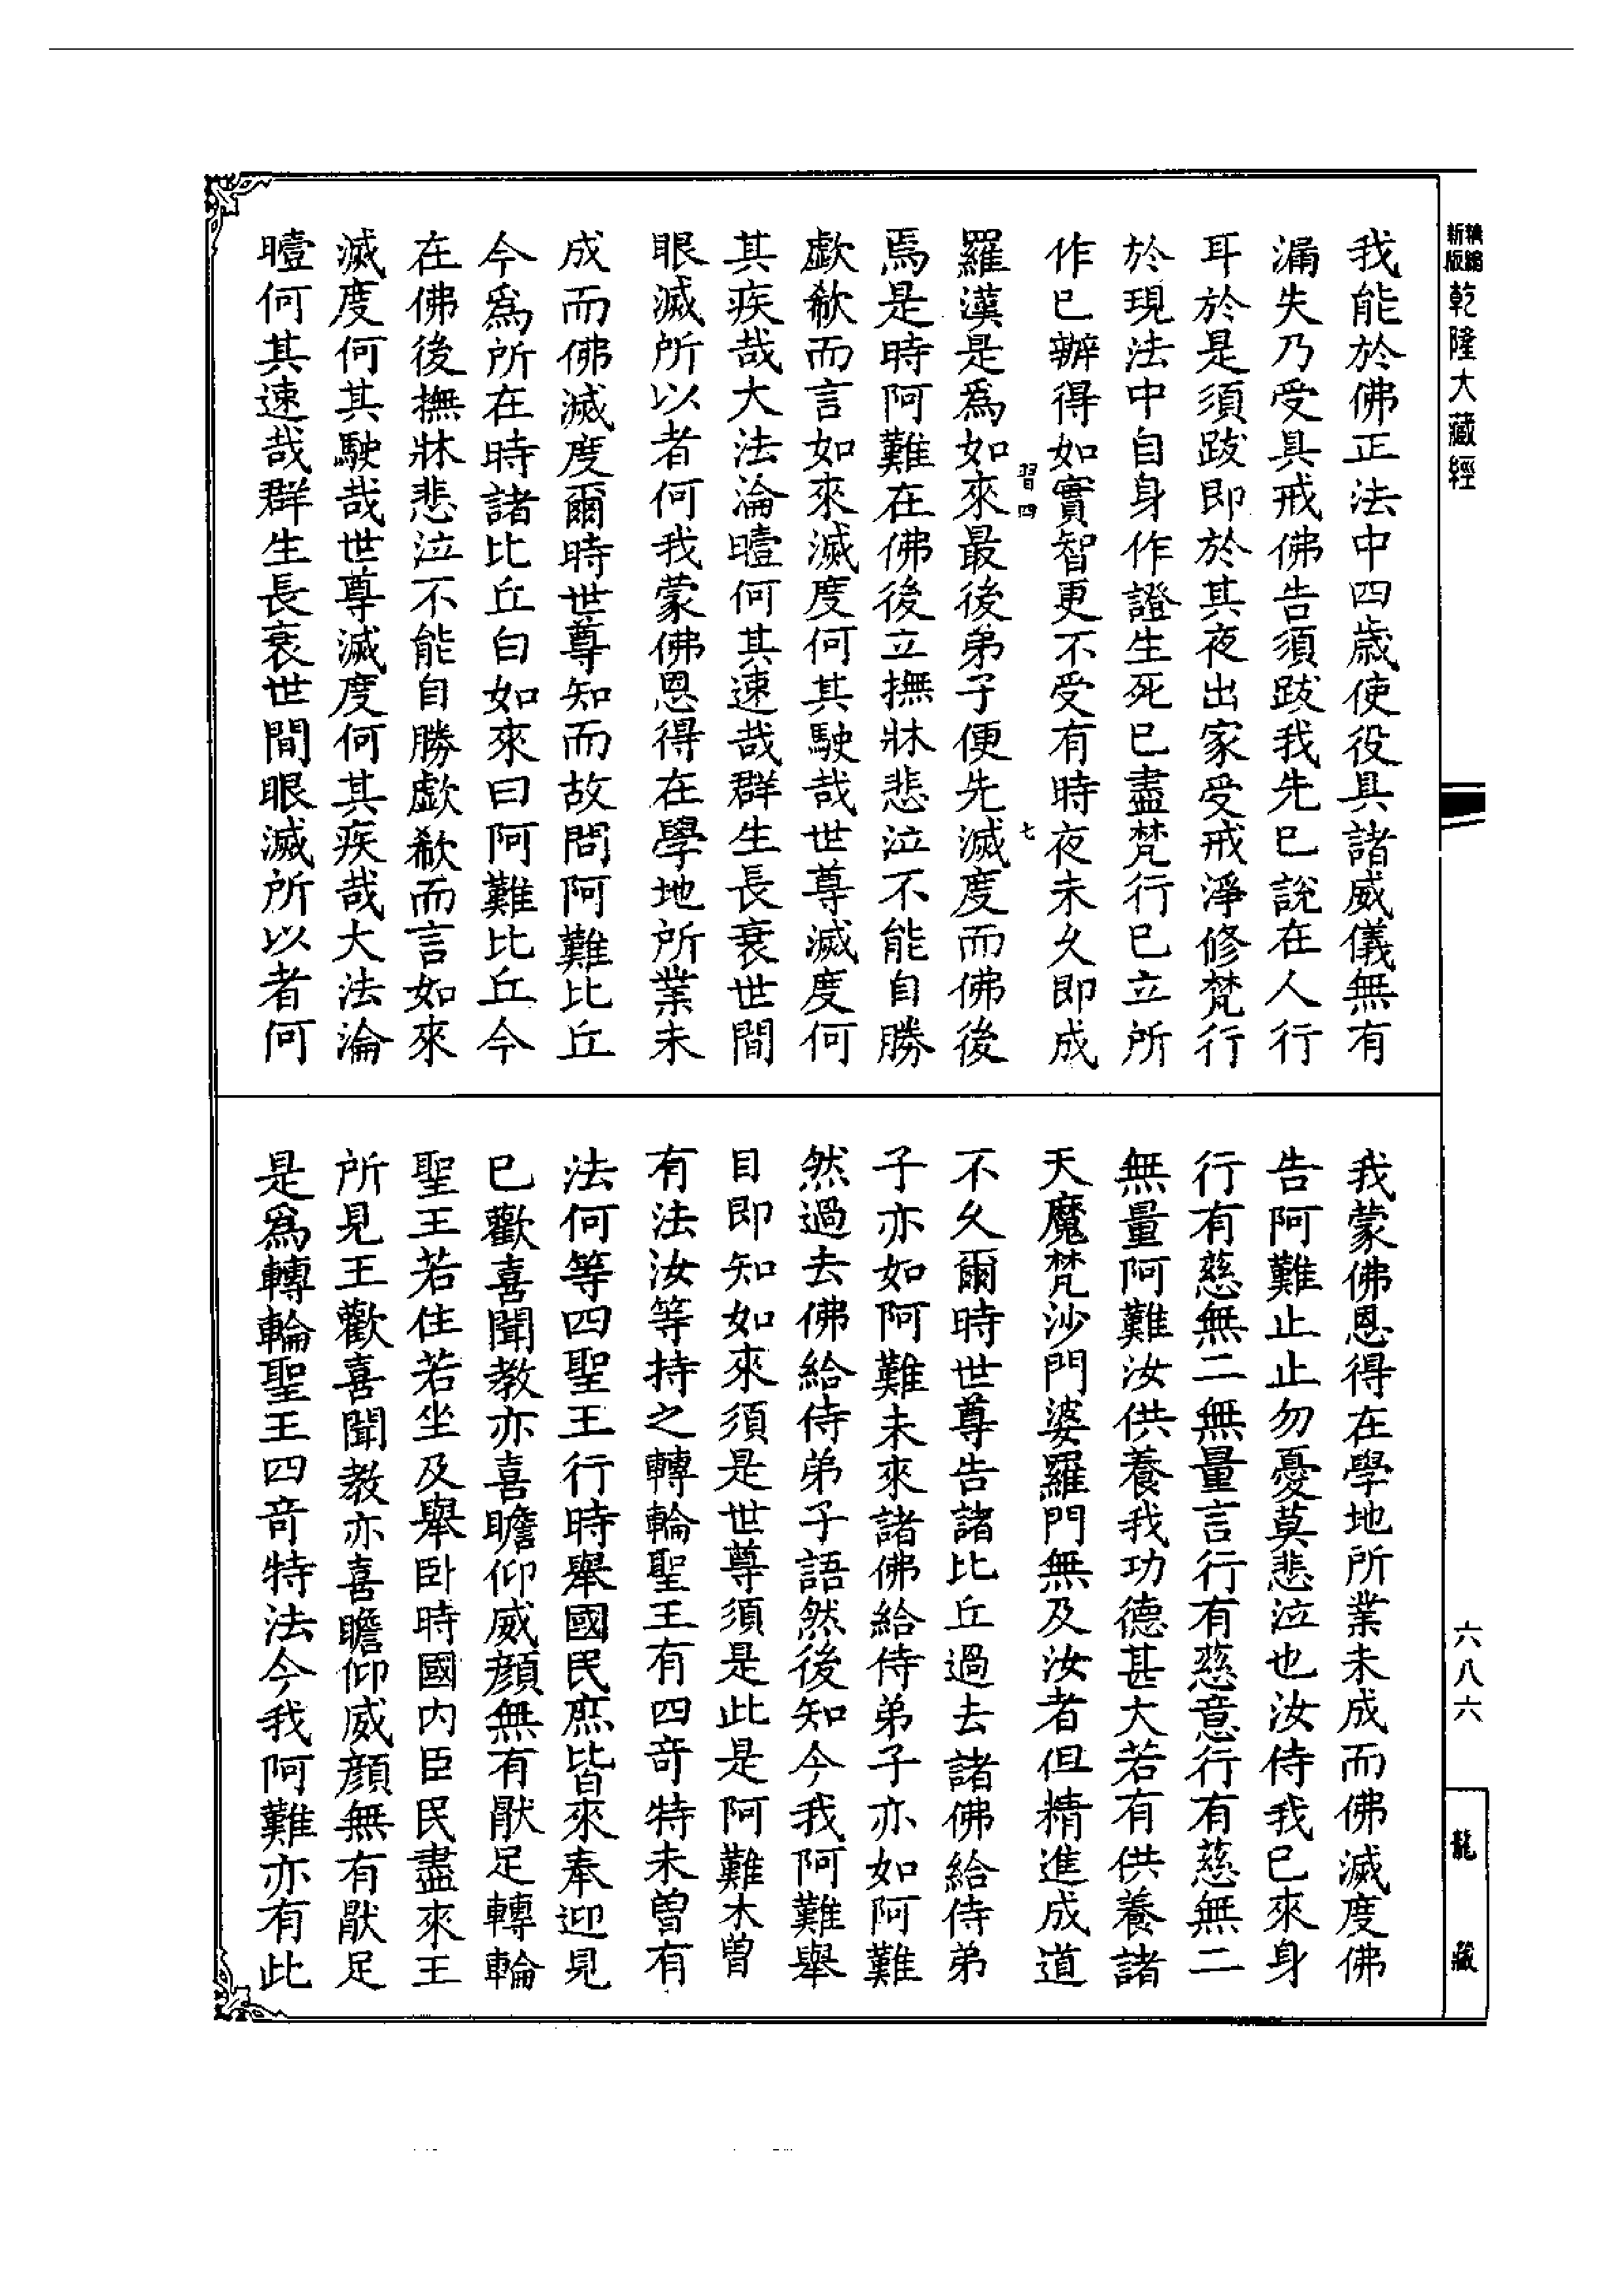 新編
新版
乾隆大藏經
六八六
龍藏
我能於佛正法中四歲使役具諸威儀無有
漏失乃受具戒佛告須跋我先已說在人行
耳於是須跋即於其夜出家受戒淨修梵行
於現法中自身作證生死已盡梵行已立所
作已辦得如實智更不受有時夜未久即成
習四 七
羅漢是爲如來最後弟子便先滅度而佛後
焉是時阿難在佛後立撫牀悲泣不能自勝
歔欷而言如來滅度何其駛哉世尊滅度何
其疾哉大法淪曀何其速哉群生長衰世間
眼滅所以者何我蒙佛恩得在學地所業未
成而佛滅度爾時世尊知而故問阿難比丘
今爲所在時諸比丘白如來曰阿難比丘今
在佛後撫牀悲泣不能自勝歔欷而言如來
滅度何其駛哉世尊滅度何其疾哉大法淪
曀何其速哉群生長衰世間眼滅所以者何
我蒙佛恩得在學地所業未成而佛滅度佛
告阿難止止勿憂莫悲泣也汝侍我已來身
行有慈無二無量言行有慈意行有慈無二
無量阿難汝供養我功德甚大若有供養諸
天魔梵沙門婆羅門無及汝者但精進成道
不久爾時世尊告諸比丘過去諸佛給侍弟
子亦如阿難未來諸佛給侍弟子亦如阿難
然過去佛給侍弟子語然後知今我阿難舉
目即知如來須是世尊須是此是阿難未曾
有法汝等持之轉輪聖王有四奇特未曾有
法何等四聖王行時舉國民庶皆來奉迎見
已歡喜聞教亦喜瞻仰威顏無有猒足轉輪
聖王若住若坐及舉臥時國內臣民盡來王
所見王歡喜聞教亦喜瞻仰威顏無有猒足
是爲轉輪聖王四奇特法今我阿難亦有此